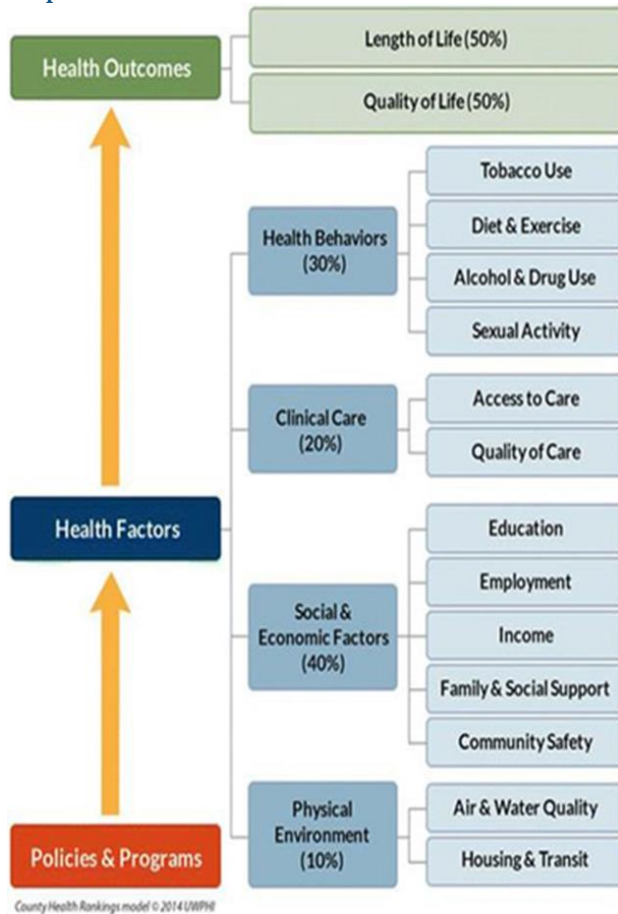 Health Outcomes
Length of Life (50%)
Quality of Life (50%)
Health Behaviors
(30%)
Tobacco Use
Diet & Exercise
Alcohol & Drug Use
Sexual Activity
Clinical Care
(20%)
Access to Care
Quality of Care
Health Factors
Social &
Economic Factors
(40%)
Education
Employment
Income
Family & Social Support
Community Safety
Physical
Environment
(10%)
Air & Water Quality
Housing & Transit
Policies & Programs
County Health Rankings model © 2014 UWPHI